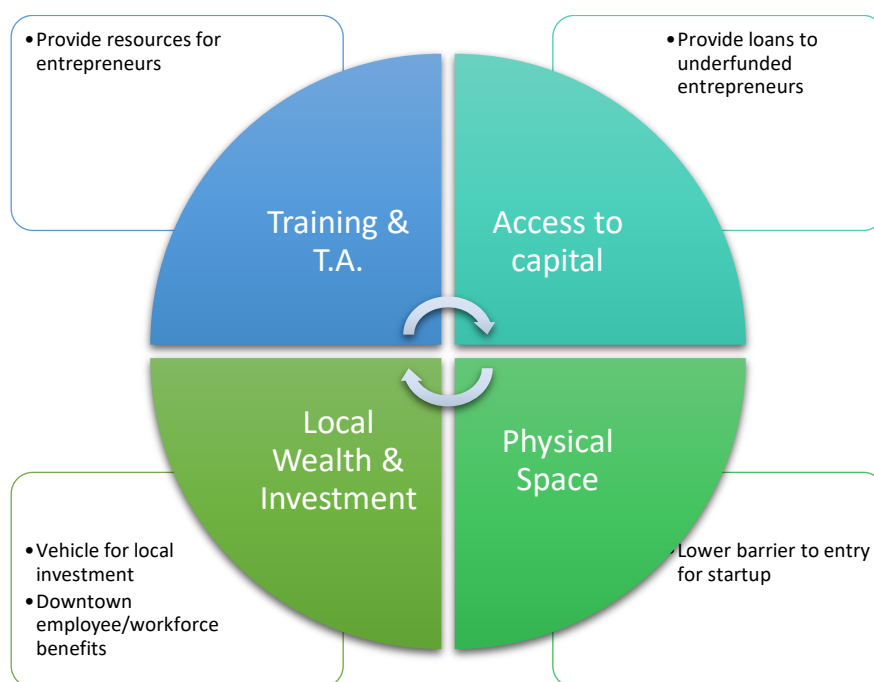 •Provide resources for
entrepreneurs
•Provide loans to
underfunded
entrepreneurs
Training &
T.A.
Access to
capital
Local
Wealth &
Investment
Physical
Space
•Vehicle for local
investment
•Downtown
employee/workforce
benefits
•Lower barrier to entry
for startup